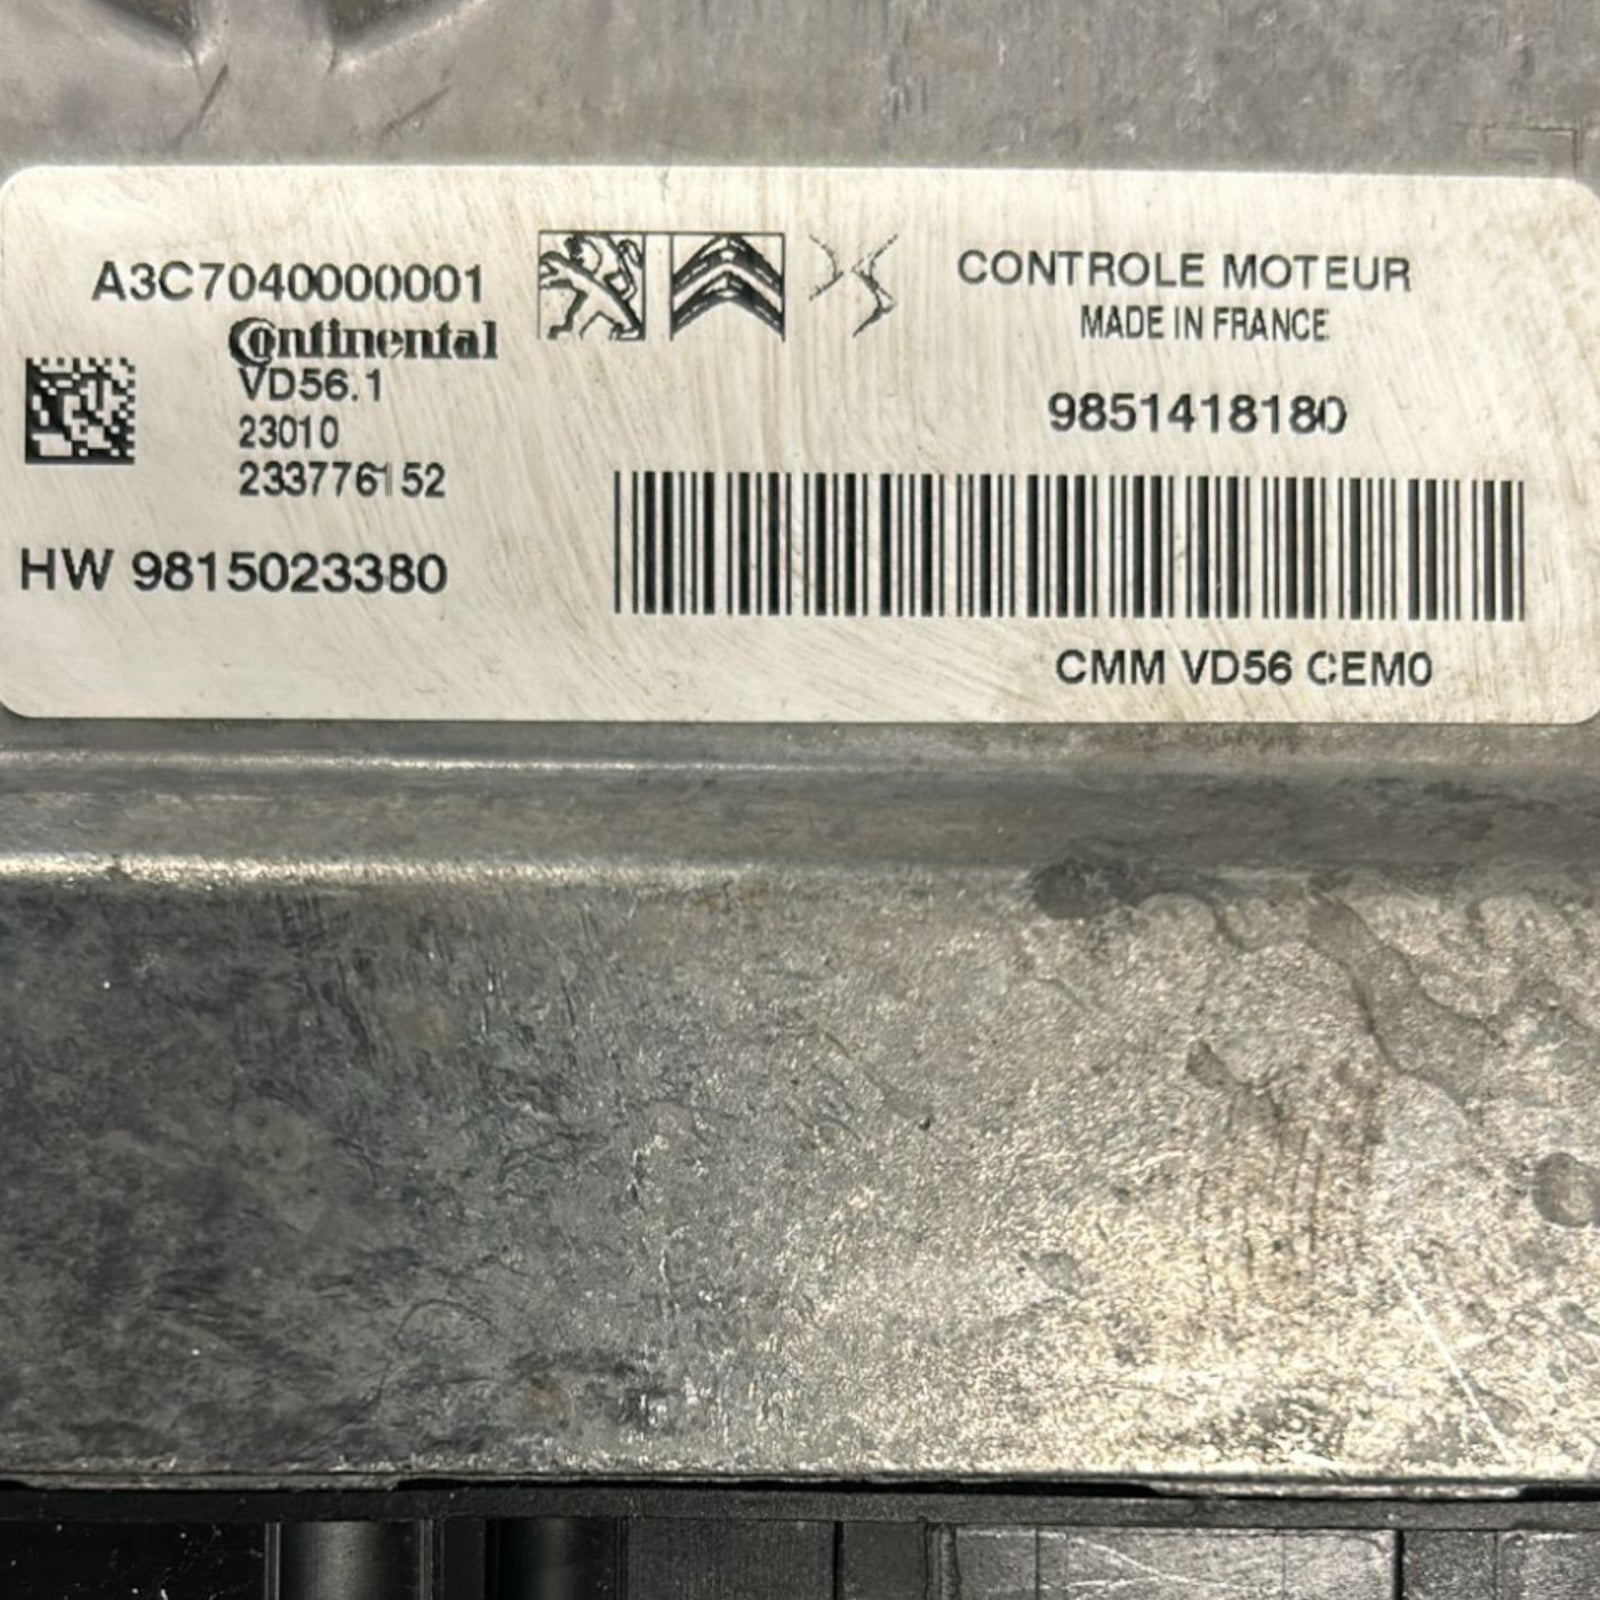 A3C7040000001
Continental
VD56.1
23010
233776152
HW 9815023380
CONTROLE MOTEUR
MADE IN FRANCE
9851418180
CMM VD56 CEM0